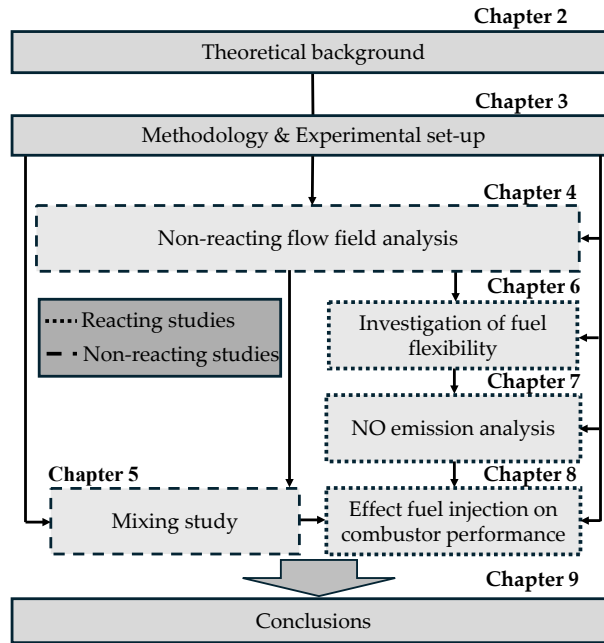 Chapter 2
Theoretical background
Chapter 3
Methodology & Experimental set-up
Chapter 4
Non-reacting flow field analysis
Chapter 6
Reacting studies
Non-reacting studies
Investigation of fuel
flexibility
Chapter 7
NO emission analysis
Chapter 5
Mixing study
Chapter 8
Effect fuel injection on
combustor performance
Chapter 9
Conclusions